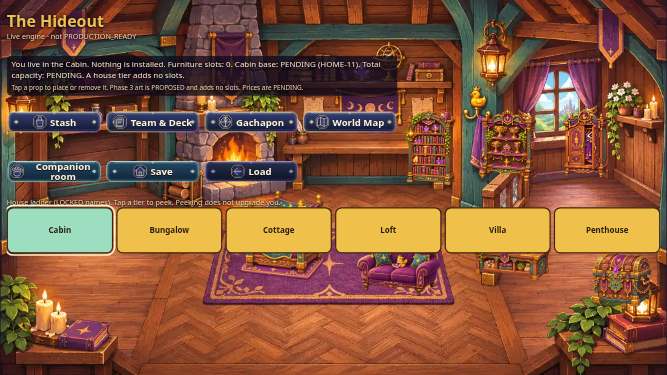 The Hideout
Live engine · not PRODUCTION-READY
You live in the Cabin. Nothing is installed. Furniture slots: 0. Cabin base: PENDING (HOME-11). Total
capacity: PENDING. A house tier adds no slots.
Tap a prop to place or remove it. Phase 3 art is PROPOSED and adds no slots. Prices are PENDING.
Stash
Team & Deck
Gachapon
World Map
Companion
room
Save
Load
House ladder (LOCKED names). Tap a tier to peek. Peeking does not upgrade you.
Cabin
Bungalow
Cottage
Loft
Villa
Penthouse